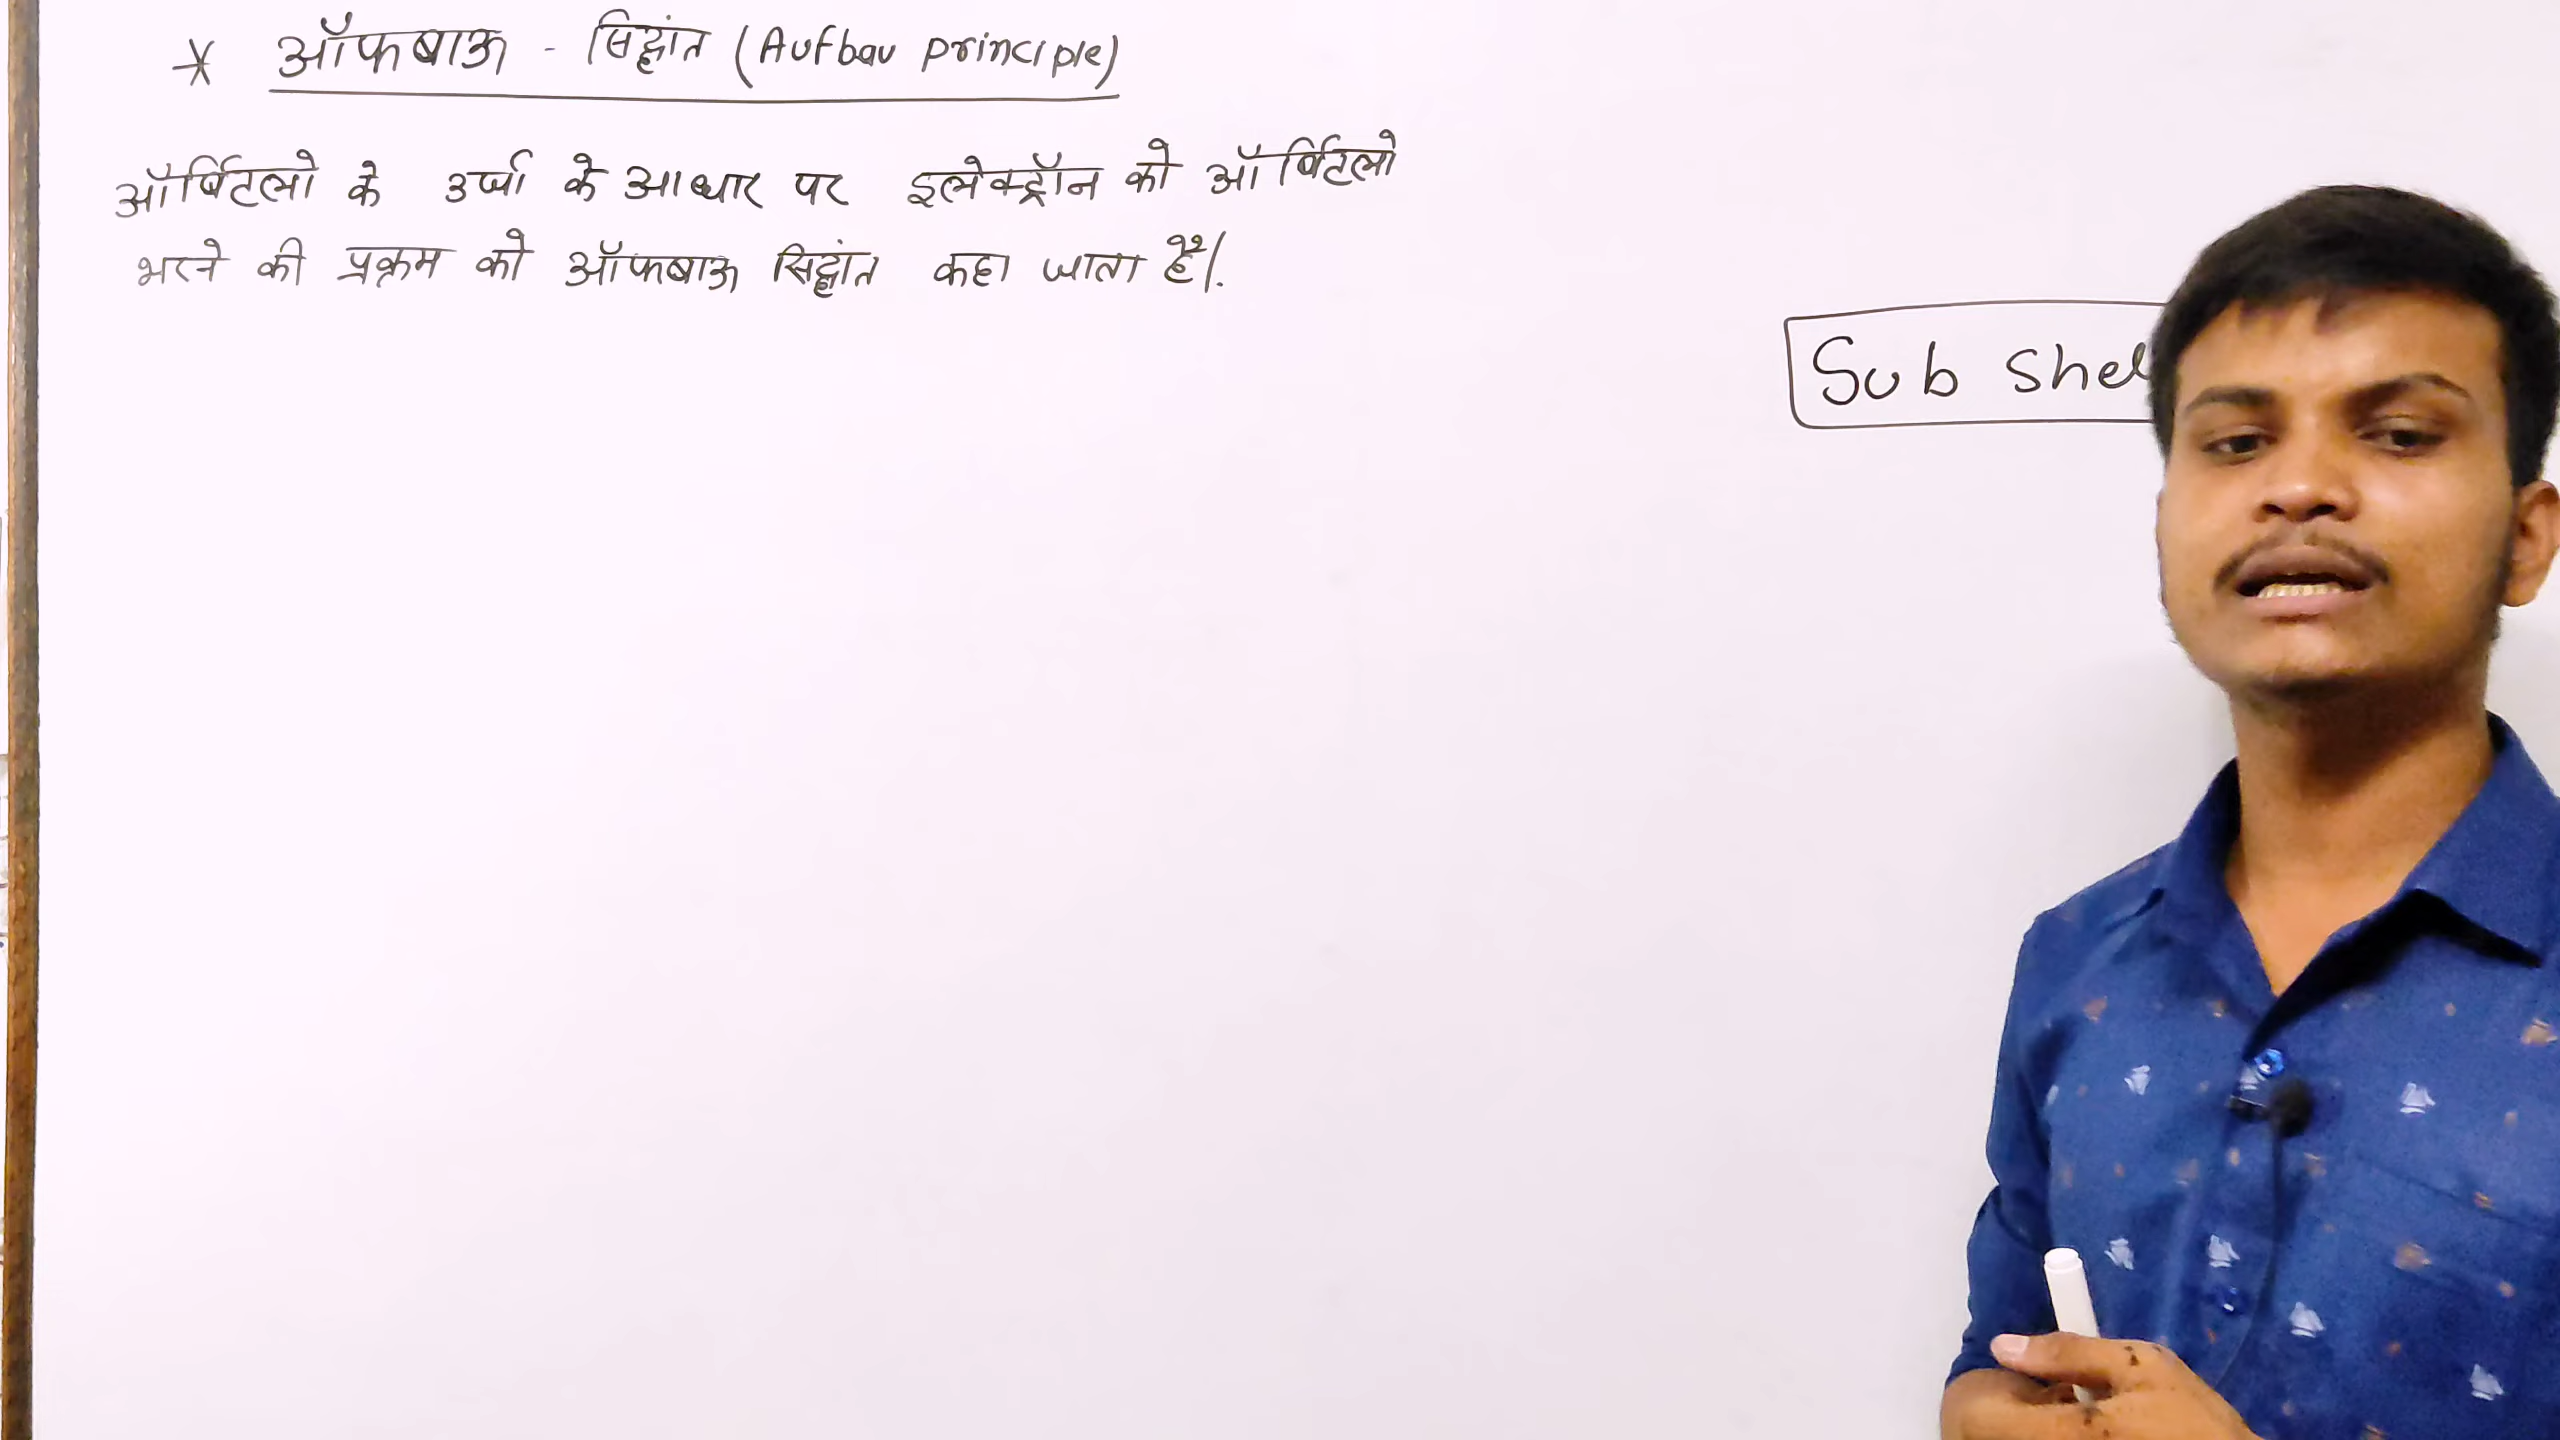 * ऑफबाऊ - सिद्धांत (Aufbau principle)
ऑर्बिटलो के उर्जा के आधार पर इलेक्ट्रॉन को ऑर्बिटलो
भरने की प्रक्रम को ऑफबाऊ सिद्धांत कहा जाता है।.
Sub shel